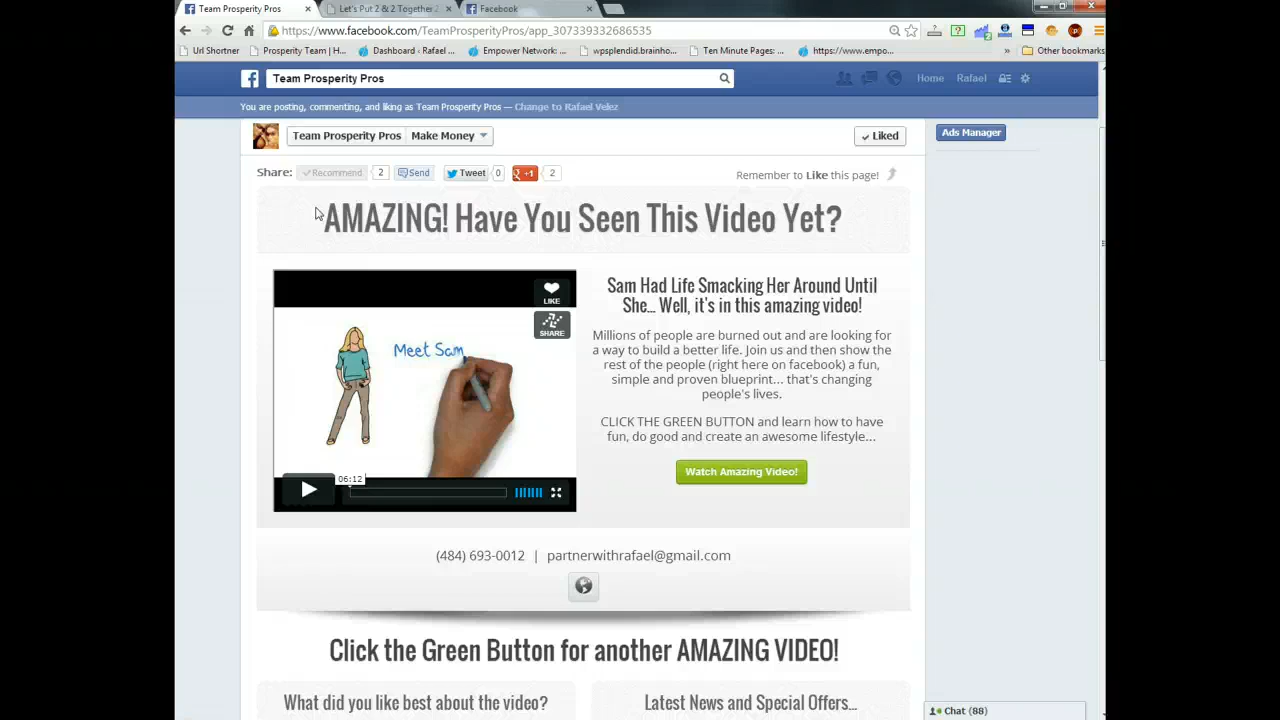 Team Prosperity Pros
Let's Put 2 & 2 Together
Facebook
https://www.facebook.com/TeamProsperityPros/app_307339332686535
Url Shortner
Prosperity Team | H...
Dashboard ‹ Rafael ...
Empower Network: ...
wpsplendid.brainho...
Ten Minute Pages: ...
https://www.empo...
»
Other bookmarks
Team Prosperity Pros
Home
Rafael
You are posting, commenting, and liking as Team Prosperity Pros — Change to Rafael Velez
Team Prosperity Pros
Make Money
Liked
Ads Manager
Share:
Recommend
2
Send
Tweet
0
+1
2
Remember to Like this page!
AMAZING! Have You Seen This Video Yet?
LIKE
SHARE
Meet Sam
06:12
Sam Had Life Smacking Her Around Until
She... Well, it's in this amazing video!
Millions of people are burned out and are looking for
a way to build a better life. Join us and then show the
rest of the people (right here on facebook) a fun,
simple and proven blueprint... that's changing
people's lives.
CLICK THE GREEN BUTTON and learn how to have
fun, do good and create an awesome lifestyle...
Watch Amazing Video!
(484) 693-0012 | partnerwithrafael@gmail.com
Click the Green Button for another AMAZING VIDEO!
What did you like best about the video?
Latest News and Special Offers...
Chat (88)